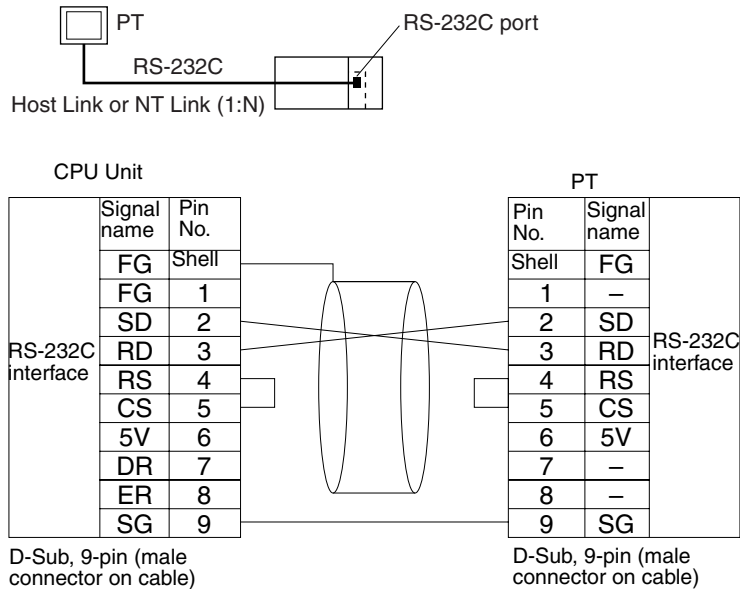 PT
RS-232C port
RS-232C
Host Link or NT Link (1:N)
CPU Unit
PT
Signal name Pin No.
FG Shell
FG 1
SD 2
RD 3
RS 4
CS 5
5V 6
DR 7
ER 8
SG 9
RS-232C
interface
Pin No. Signal name
Shell FG
1 –
2 SD
3 RD
4 RS
5 CS
6 5V
7 –
8 –
9 SG
RS-232C
interface
D-Sub, 9-pin (male
connector on cable)
D-Sub, 9-pin (male
connector on cable)